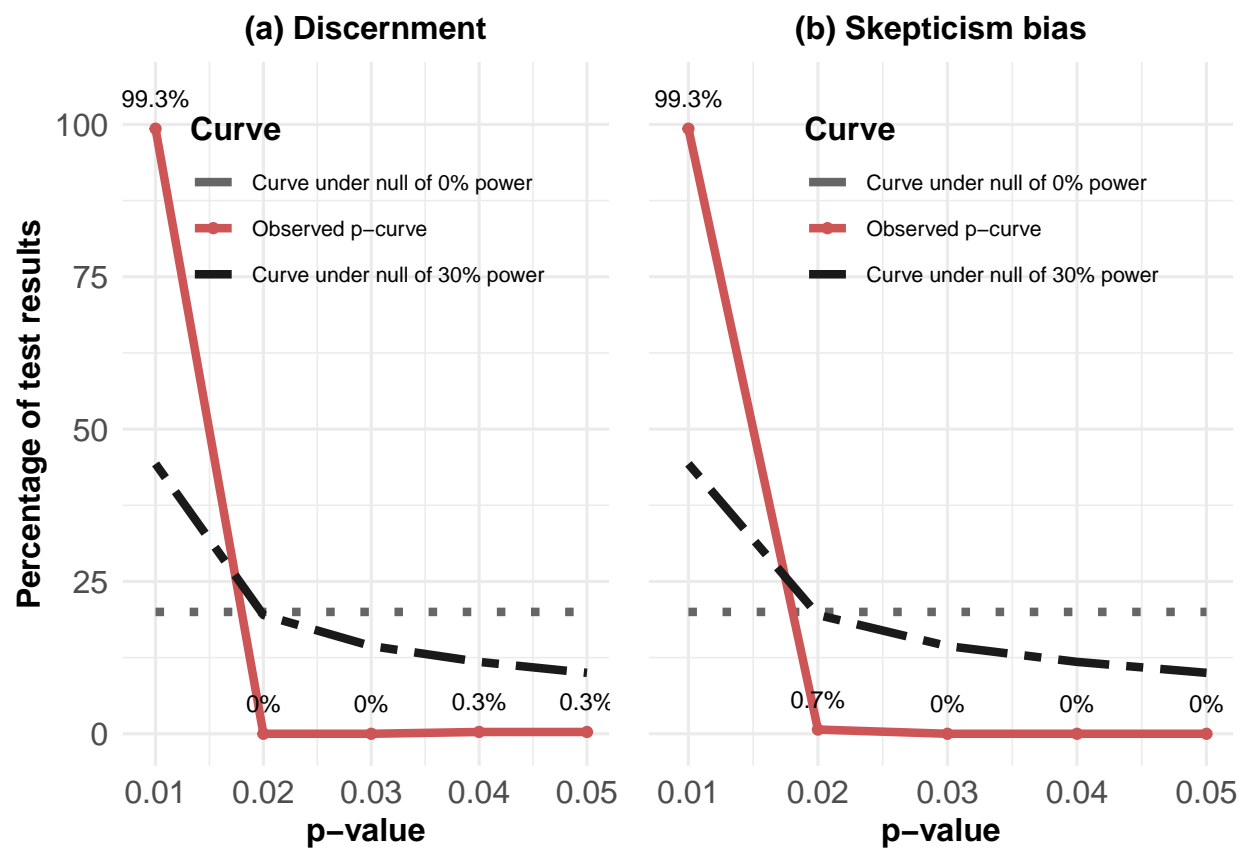 (a) Discernment
(b) Skepticism bias
Percentage of test results
100
75
50
25
0
99.3%
Curve
Curve under null of 0% power
Observed p−curve
Curve under null of 30% power
0%
0%
0.3%
0.3%
0.01
0.02
0.03
0.04
0.05
p−value
99.3%
Curve
Curve under null of 0% power
Observed p−curve
Curve under null of 30% power
0.7%
0%
0%
0%
0.01
0.02
0.03
0.04
0.05
p−value